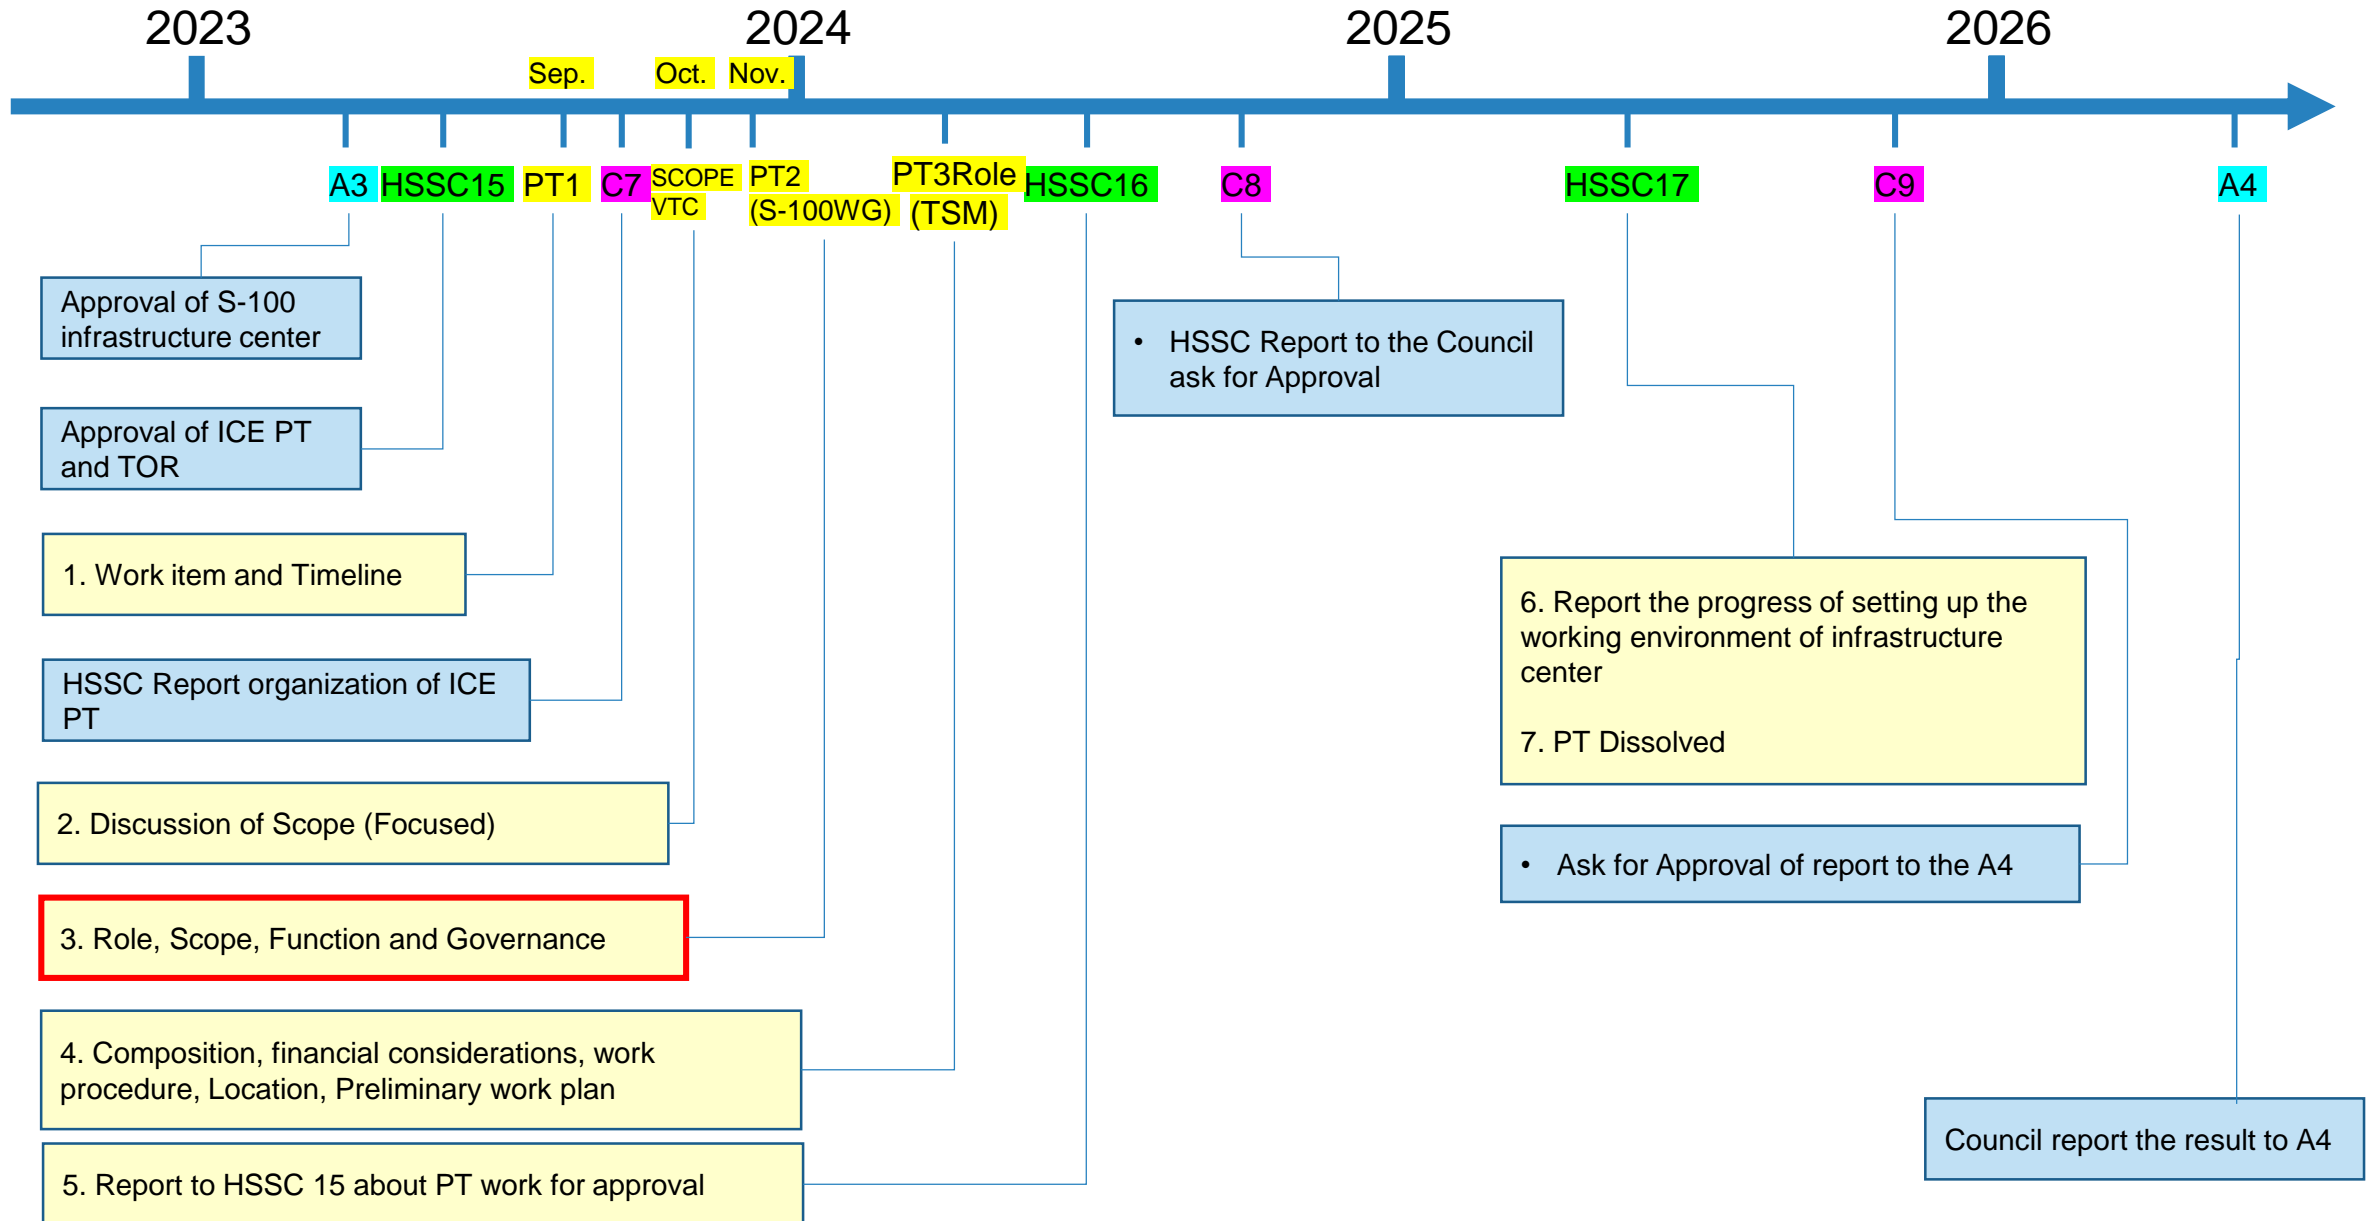 2023
2024
2025
2026
Sep.
Oct.
Nov.
A3
HSSC15
PT1
C7
SCOPE
VTC
PT2
(S-100WG)
PT3Role
(TSM)
HSSC16
C8
HSSC17
C9
A4
Approval of S-100
infrastructure center
Approval of ICE PT
and TOR
1. Work item and Timeline
HSSC Report organization of ICE
PT
2. Discussion of Scope (Focused)
3. Role, Scope, Function and Governance
4. Composition, financial considerations, work
procedure, Location, Preliminary work plan
5. Report to HSSC 15 about PT work for approval
• HSSC Report to the Council
ask for Approval
6. Report the progress of setting up the
working environment of infrastructure
center
7. PT Dissolved
• Ask for Approval of report to the A4
Council report the result to A4